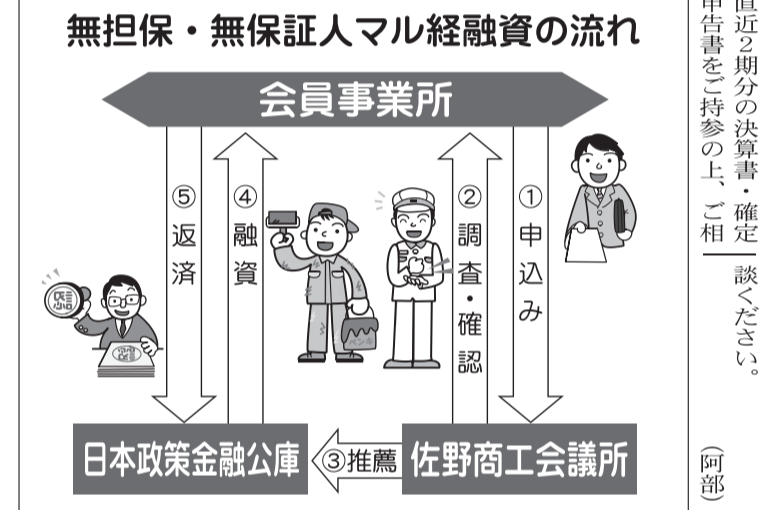 無担保・無保証人マル経融資の流れ
会員事業所
①申込み
②調査・確認
③推薦
④融資
⑤返済
ペンキ
日本政策金融公庫
佐野商工会議所
直近2期分の決算書・確定
申告書をご持参の上、ご相
談ください。
(阿部)